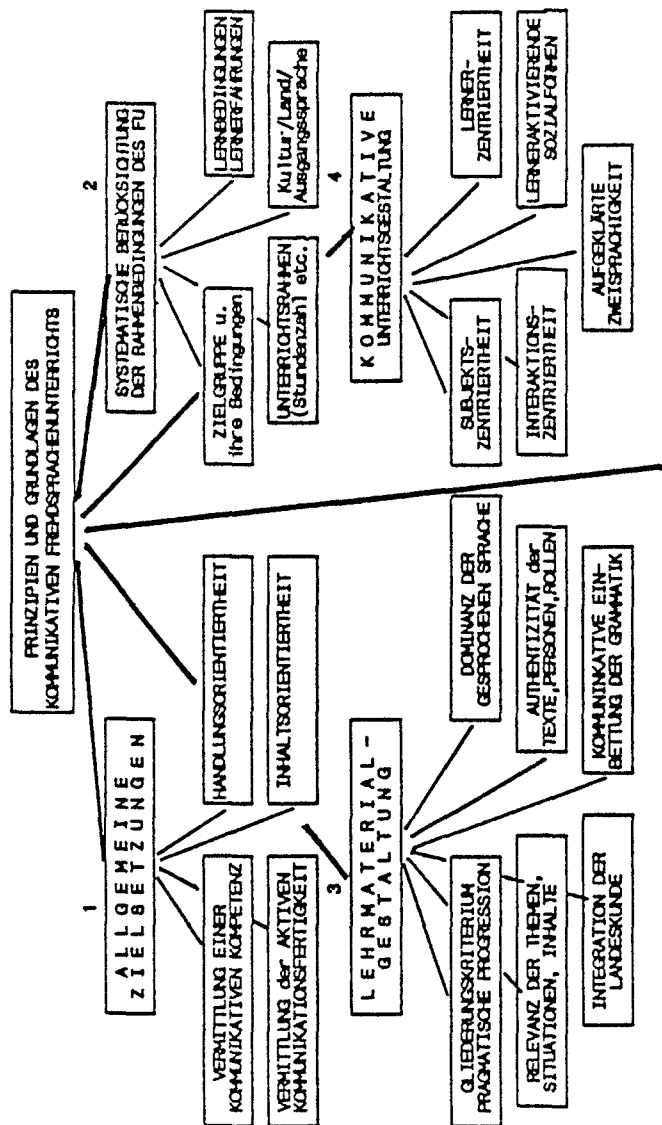 PRINZIPIEN UND GRUNDLAGEN DES
KOMMUNIKATIVEN FREMDSPRACHENUNTERRICHTS
1
ALLGEMEINE
ZIELSETZUNGEN
VERMITTLUNG EINER
KOMMUNIKATIVEN KOMPETENZ
VERMITTLUNG der AKTIVEN
KOMMUNIKATIONSFERTIGKEIT
HANDLUNGSORIENTIERTHEIT
INHALTSORIENTIERTHEIT
2
SYSTEMATISCHE BERÜCKSICHTUNG
DER RAHMENBEDINGUNGEN DES FU
ZIELGRUPPE u.
ihre Bedingungen
UNTERRICHTSRAHMEN
(Stundenzahl etc.)
LERNBEDINGUNGEN
LERNERFAHRUNGEN
Kultur/Land/
Ausgangssprache
3
LEHRMATERIAL-
GESTALTUNG
GLIEDERUNGSKRITERIUM
PRAGMATISCHE PROGRESSION
RELEVANZ DER THEMEN,
SITUATIONEN, INHALTE
INTEGRATION DER
LANDESKUNDE
DOMINANZ DER
GESPROCHENEN SPRACHE
AUTHENTIZITÄT der
TEXTE,PERSONEN,ROLLEN
KOMMUNINKATIVE EIN-
BETTUNG DER GRAMMATIK
4
KOMMUNIKATIVE
UNTERRICHTSGESTALTUNG
SUBJEKTS-
ZENTRIERTHEIT
INTERAKTIONS-
ZENTRIERTHEIT
LERNER-
ZENTRIERTHEIT
LERNERAKTIVIERENDE
SOZIALFORMEN
AUFGEKLÄRTE
ZWEISPRACHIGKEIT